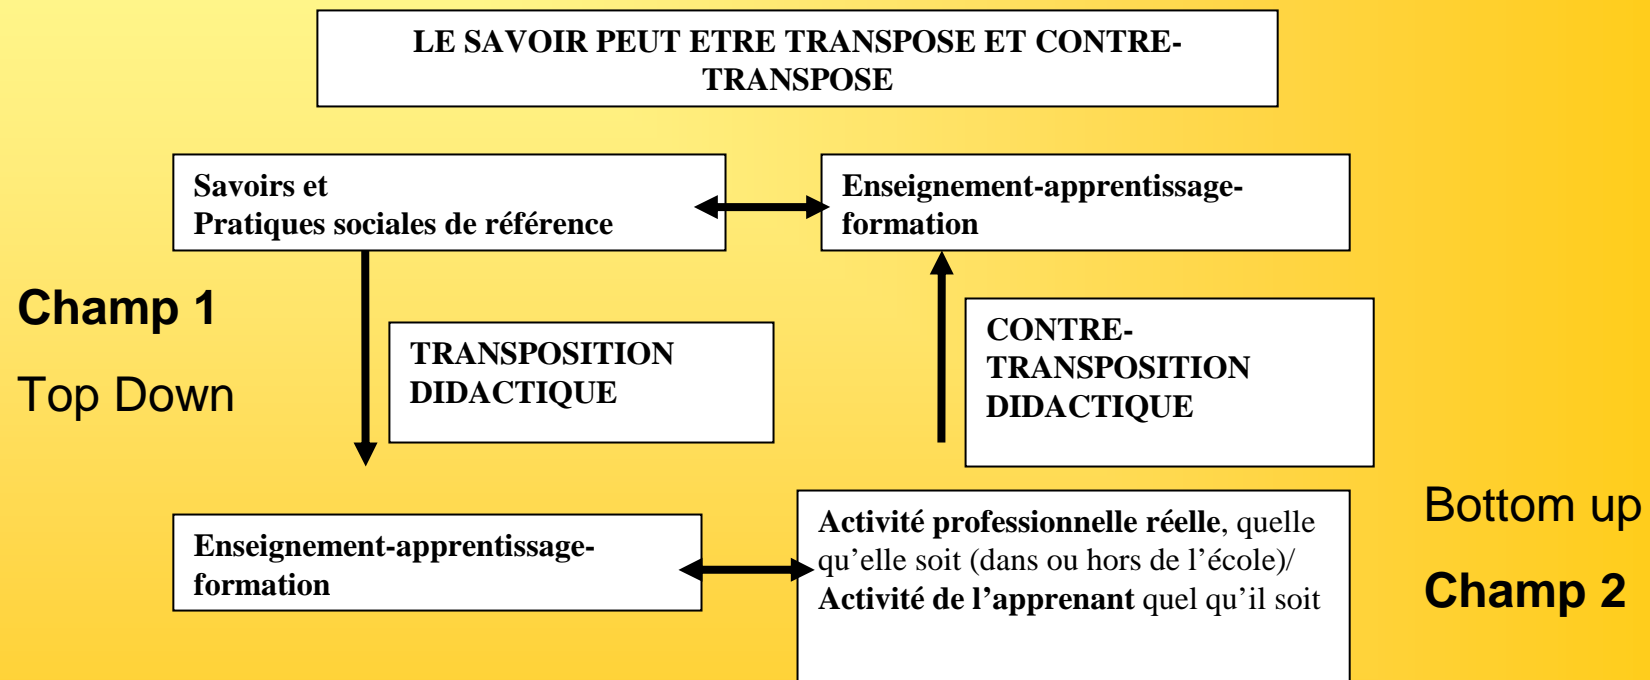 LE SAVOIR PEUT ETRE TRANSPOSE ET CONTRE-
TRANSPOSE
Savoirs et
Pratiques sociales de référence
Enseignement-apprentissage-
formation
Champ 1
Top Down
TRANSPOSITION
DIDACTIQUE
CONTRE-
TRANSPOSITION
DIDACTIQUE
Enseignement-apprentissage-
formation
Activité professionnelle réelle, quelle
qu’elle soit (dans ou hors de l’école)/
Activité de l’apprenant quel qu’il soit
Bottom up
Champ 2